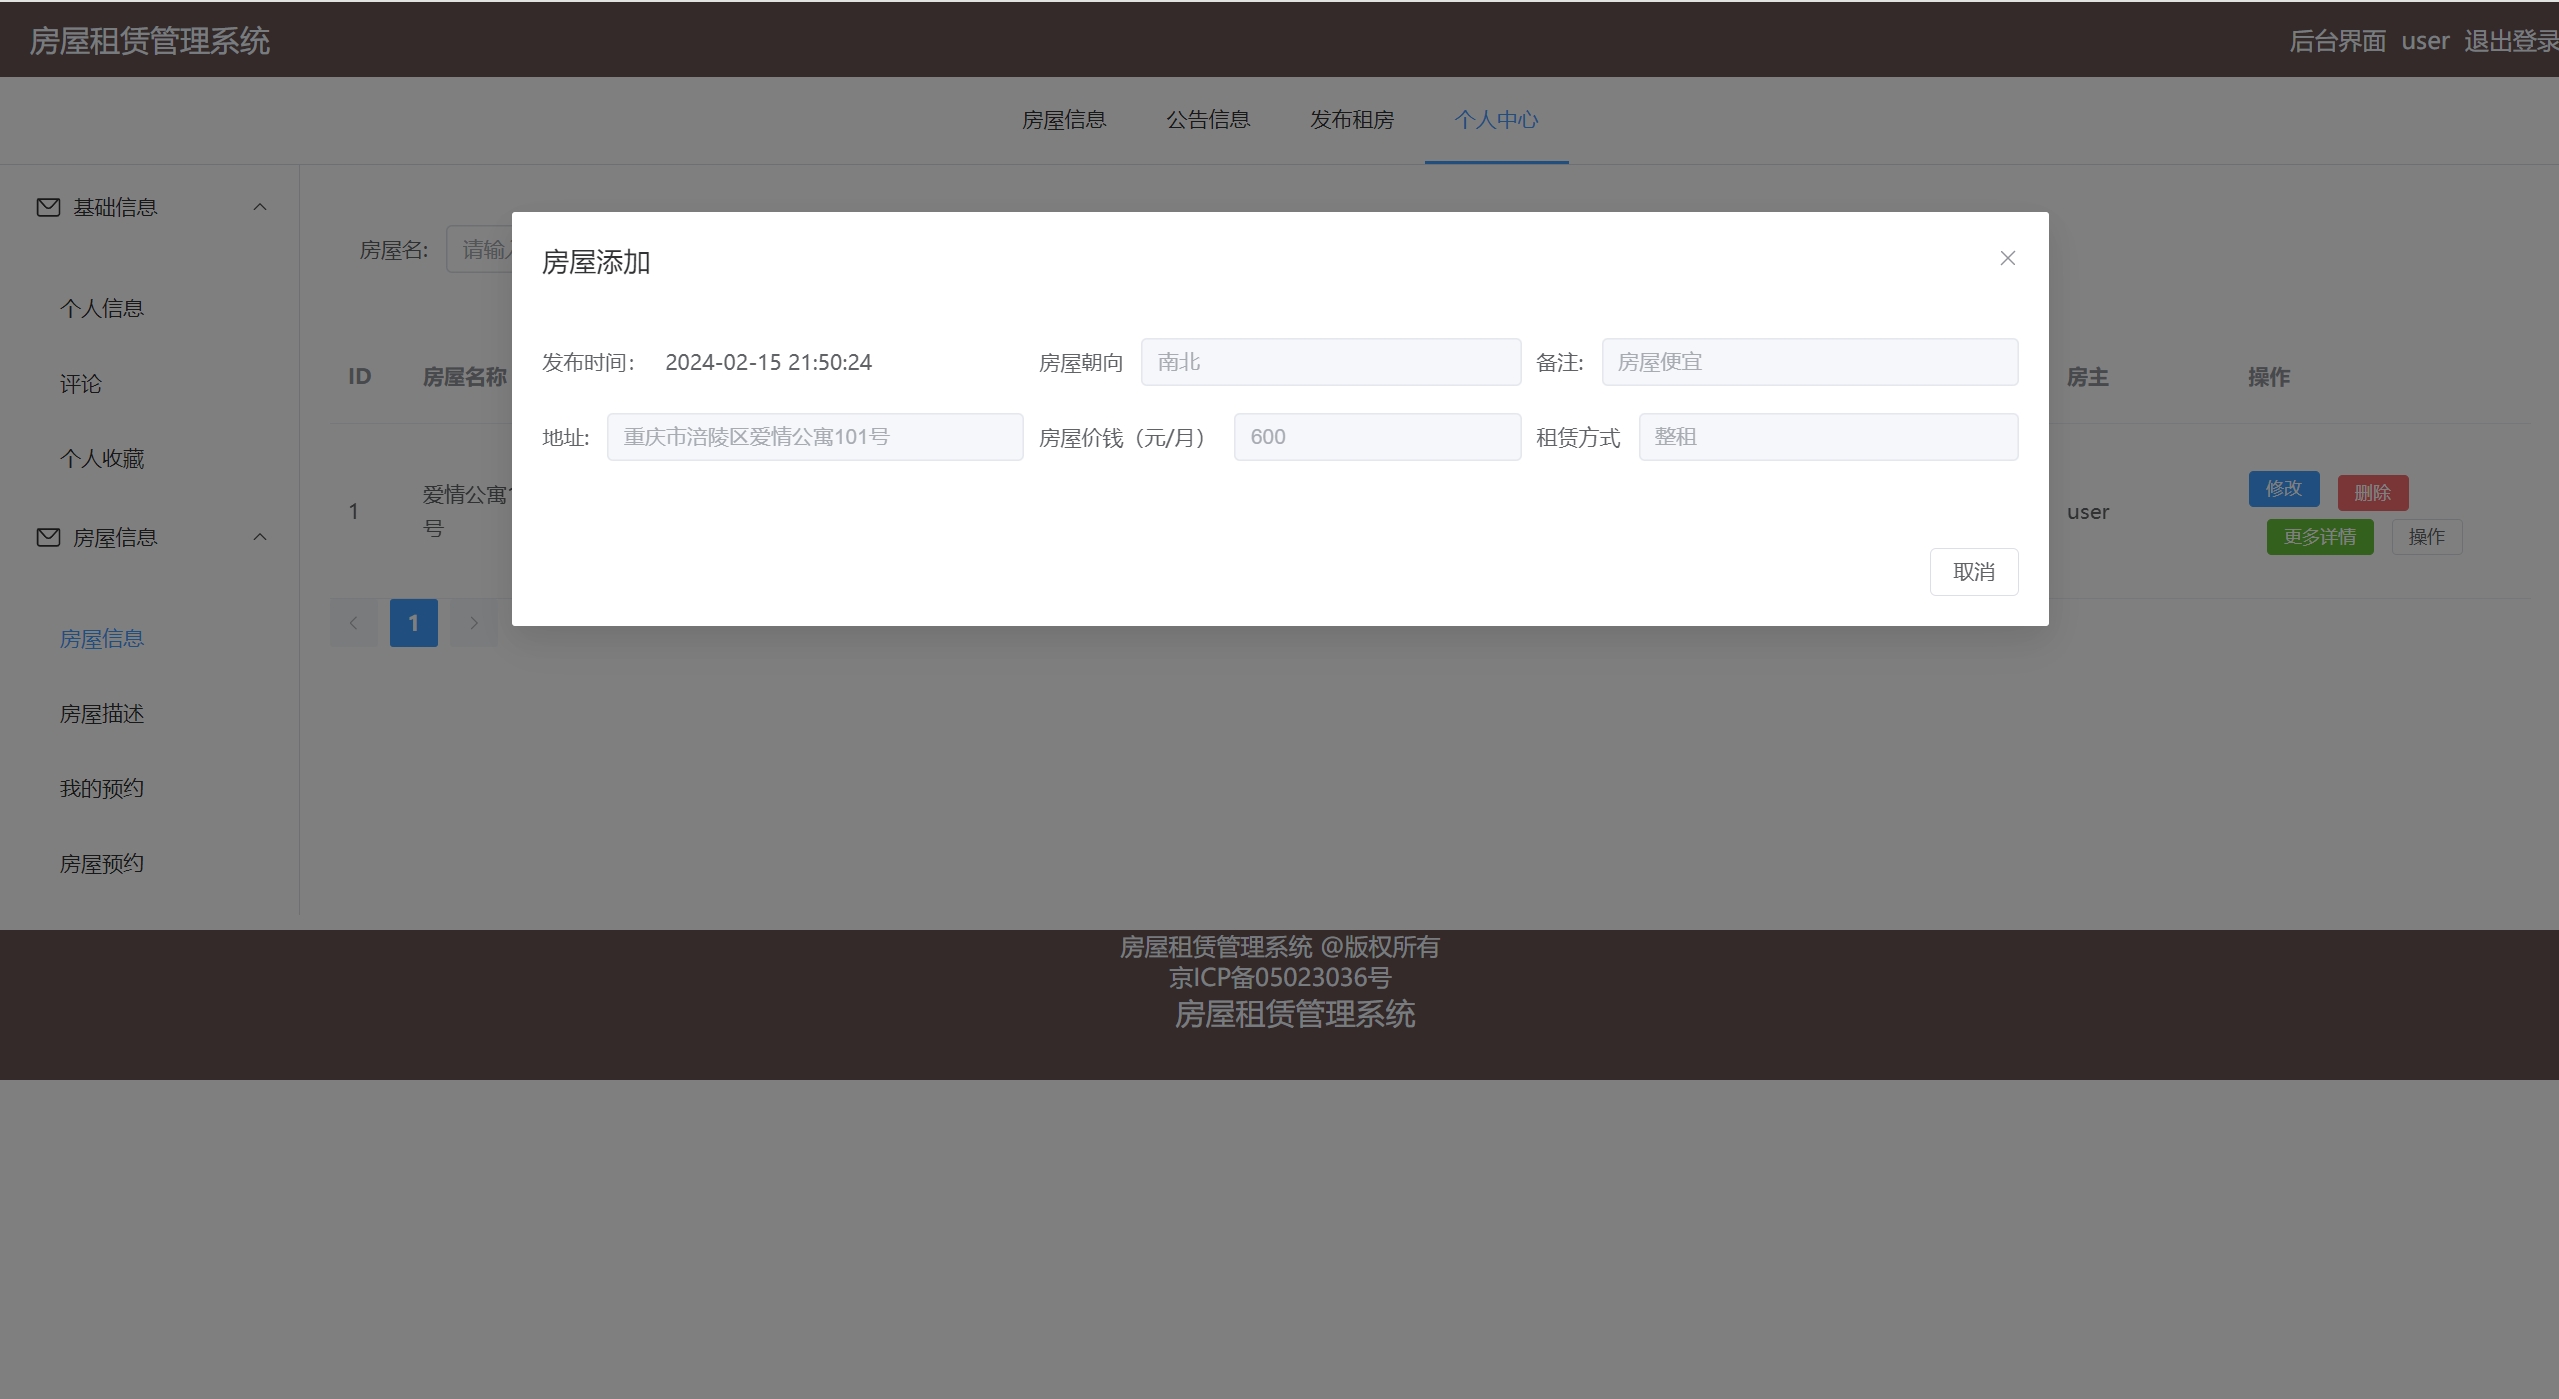 房屋租赁管理系统
后台界面 user 退出登录
房屋信息 公告信息 发布租房 个人中心
基础信息
个人信息
评论
个人收藏
房屋信息
房屋信息
房屋描述
我的预约
房屋预约
房屋名: 请输
ID 房屋名称 房主 操作
1 爱情公寓 user 修改 删除
号 更多详情 操作
1
房屋添加
发布时间: 2024-02-15 21:50:24 房屋朝向 南北 备注: 房屋便宜
地址: 重庆市涪陵区爱情公寓101号 房屋价钱（元/月） 600 租赁方式 整租
取消
房屋租赁管理系统 @版权所有
京ICP备05023036号
房屋租赁管理系统